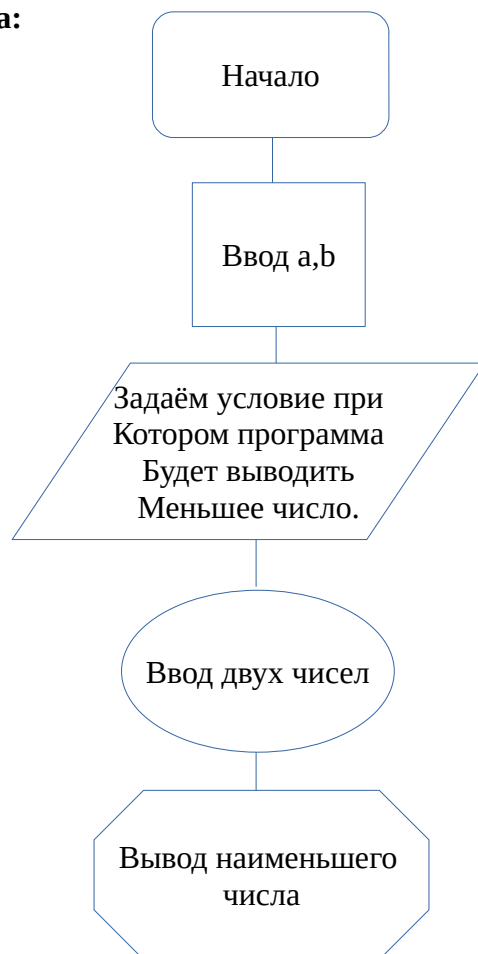 а:
Начало
Ввод a,b
Задаём условие при
Котором программа
Будет выводить
Меньшее число.
Ввод двух чисел
Вывод наименьшего
числа